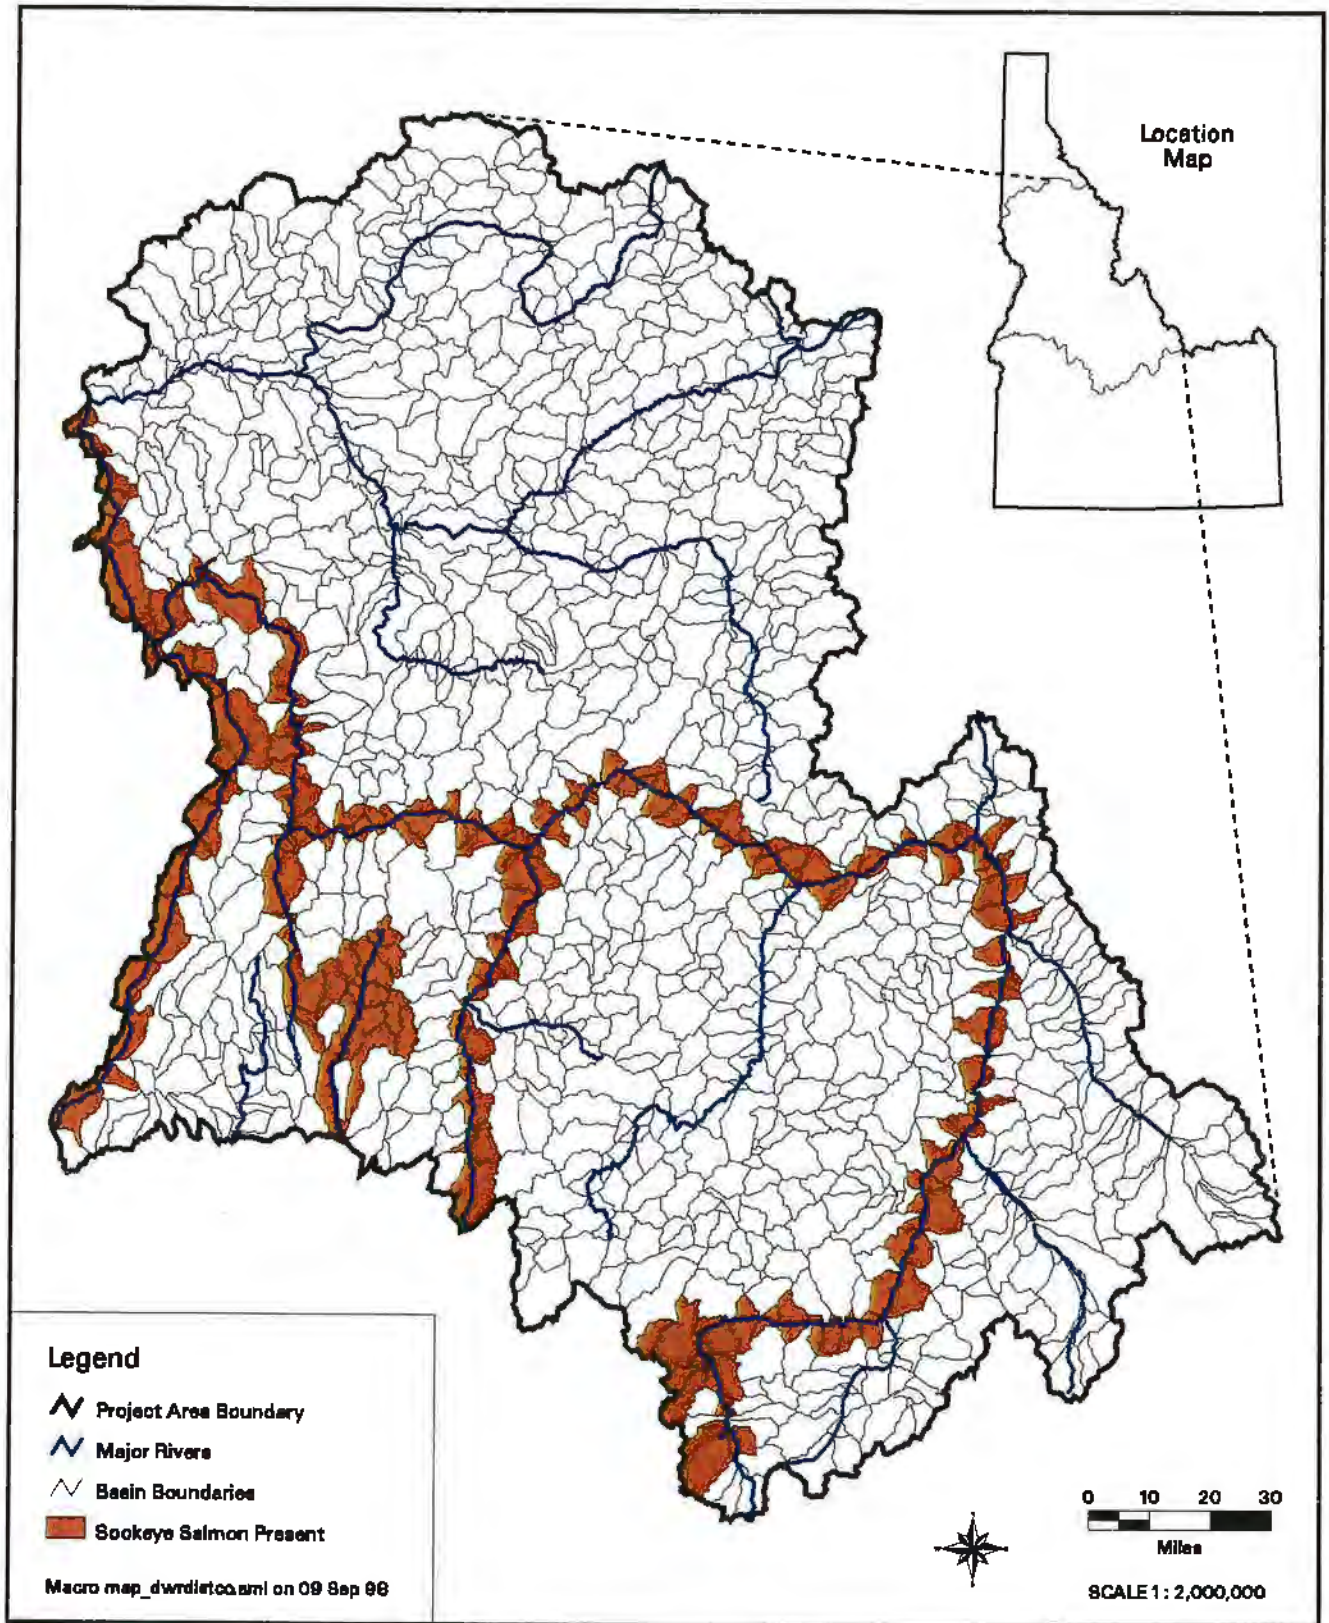 Location
Map
Legend
Project Area Boundary
Major Rivers
Basin Boundaries
Sockeye Salmon Present
Macro map_dwrdistco.aml on 09 Sep 98
0 10 20 30
Miles
SCALE 1 : 2,000,000